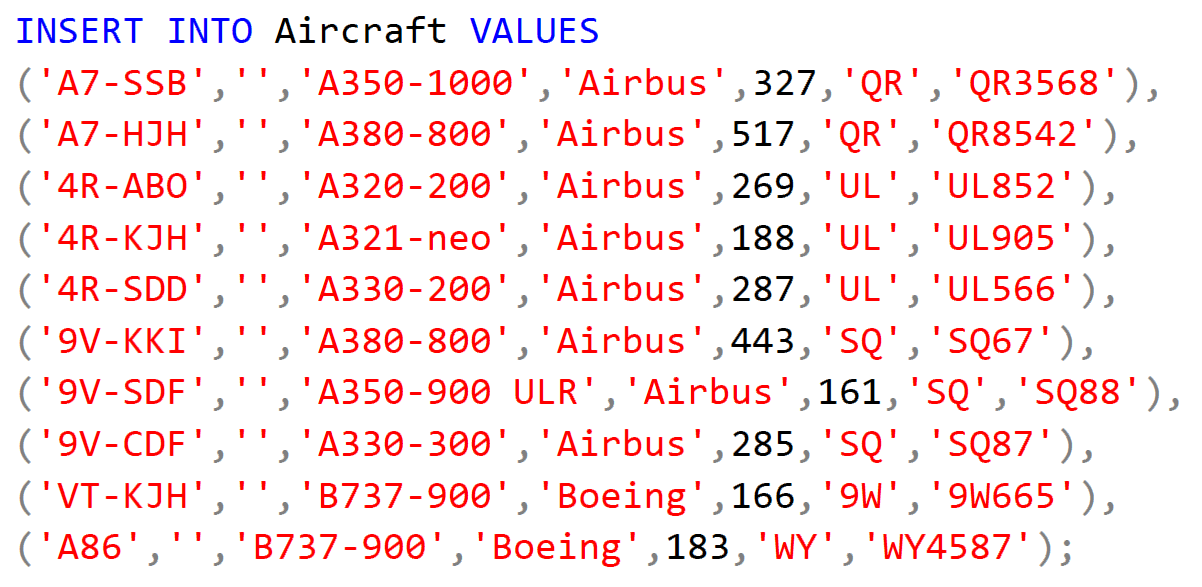 INSERT INTO Aircraft VALUES
('A7-SSB','','A350-1000','Airbus',327,'QR','QR3568'),
('A7-HJH','','A380-800','Airbus',517,'QR','QR8542'),
('4R-ABO','','A320-200','Airbus',269,'UL','UL852'),
('4R-KJH','','A321-neo','Airbus',188,'UL','UL905'),
('4R-SDD','','A330-200','Airbus',287,'UL','UL566'),
('9V-KKI','','A380-800','Airbus',443,'SQ','SQ67'),
('9V-SDF','','A350-900 ULR','Airbus',161,'SQ','SQ88'),
('9V-CDF','','A330-300','Airbus',285,'SQ','SQ87'),
('VT-KJH','','B737-900','Boeing',166,'9W','9W665'),
('A86','','B737-900','Boeing',183,'WY','WY4587');